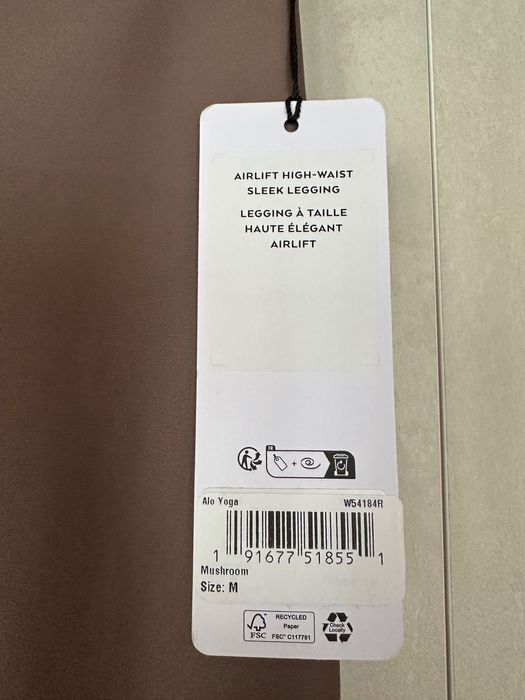 AIRLIFT HIGH-WAIST
SLEEK LEGGING
LEGGING À TAILLE
HAUTE ÉLÉGANT
AIRLIFT
FR
+
Alo Yoga W54184R
1 91677 51855 1
Mushroom
Size: M
FSC
RECYCLED
Paper
FSC® C117781
Check
Locally